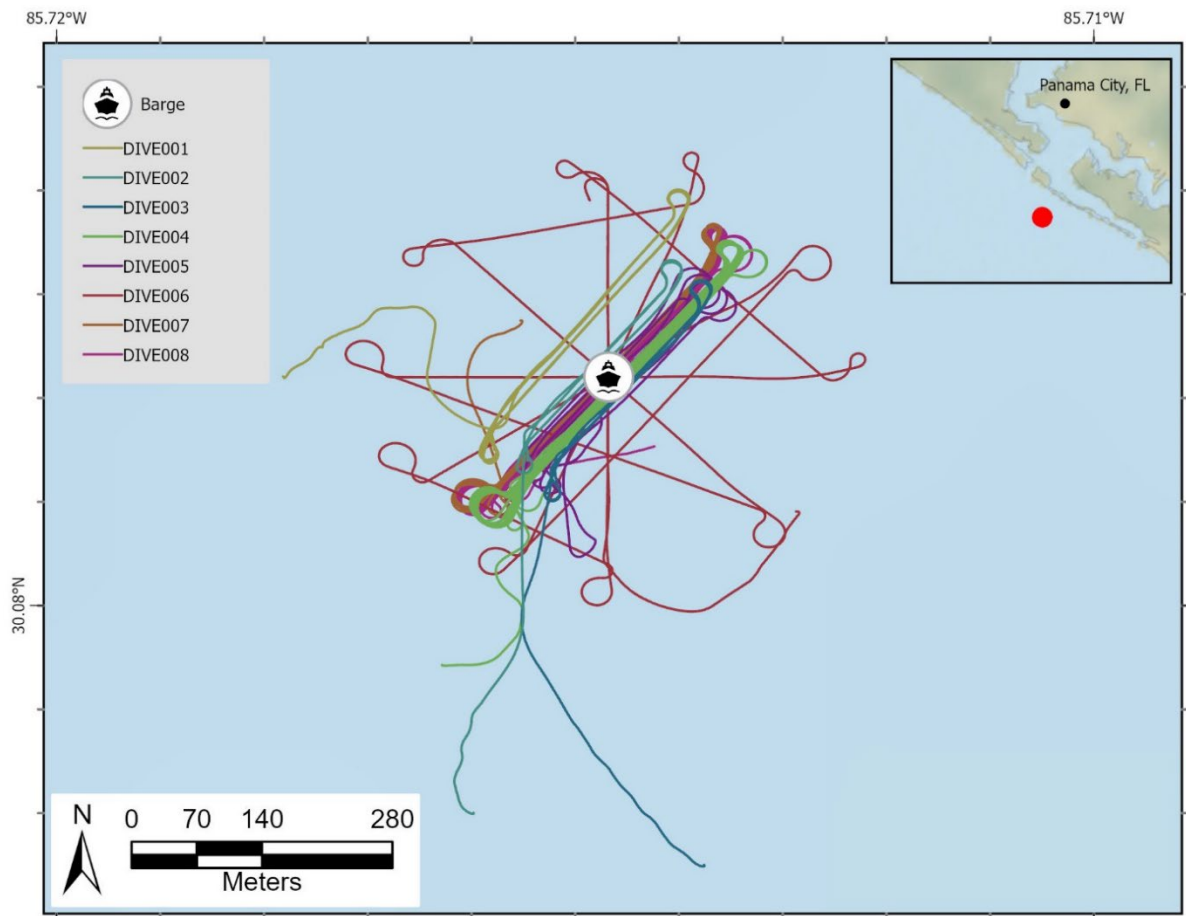 85.72°W 85.71°W
Barge
DIVE001
DIVE002
DIVE003
DIVE004
DIVE005
DIVE006
DIVE007
DIVE008
Panama City, FL
30.08°N
N
0 70 140 280
Meters